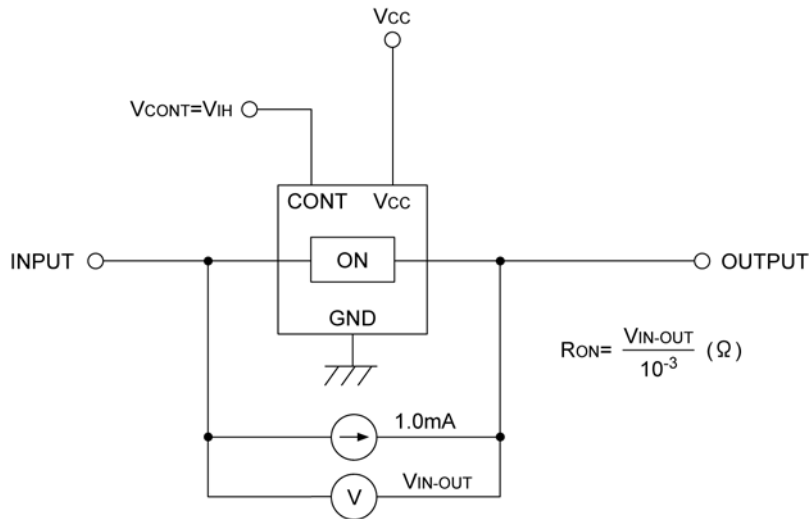 VCC
VCONT=VIH
CONT VCC
INPUT
ON
OUTPUT
GND
RON= VIN-OUT / 10-3 (Ω)
1.0mA
V
VIN-OUT